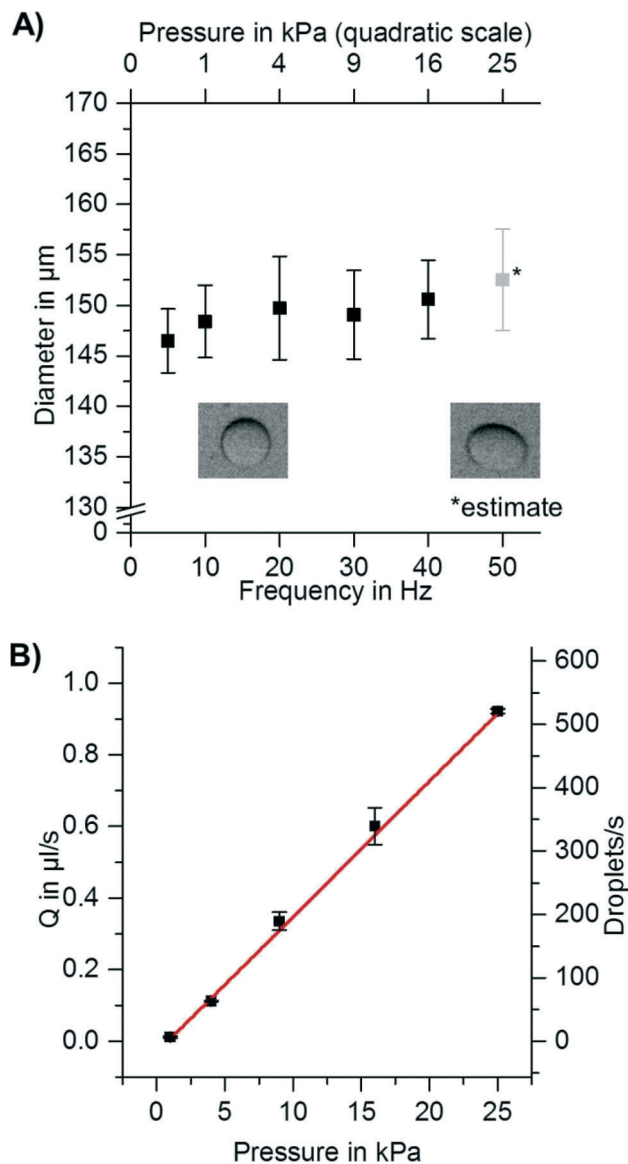 A)
Pressure in kPa (quadratic scale)
0 1 4 9 16 25
170
165
160
155
150
145
140
135
130
0
Diameter in µm
*
*estimate
0 10 20 30 40 50
Frequency in Hz
B)
1.0
0.8
0.6
0.4
0.2
0.0
Q in µl/s
600
500
400
300
200
100
0
Droplets/s
0 5 10 15 20 25
Pressure in kPa